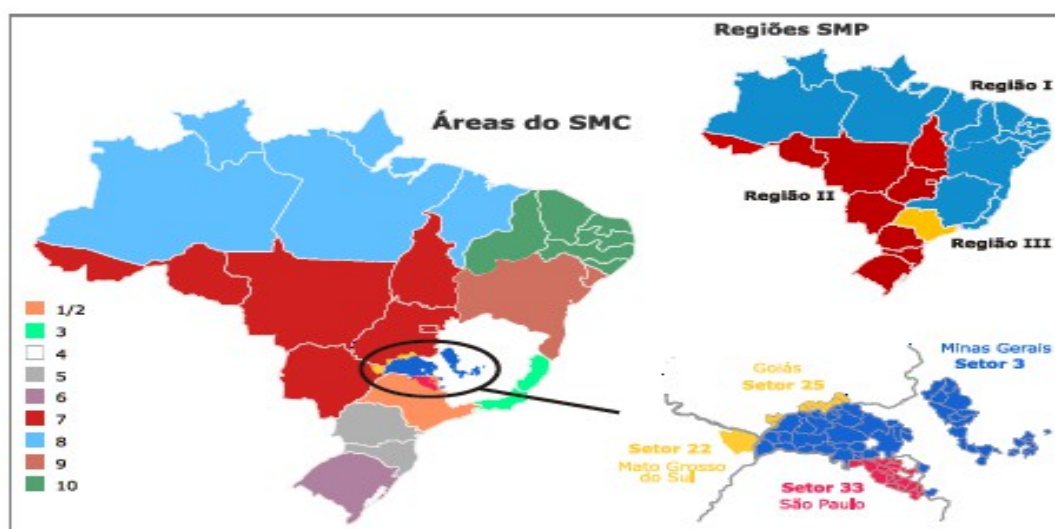 Regiões SMP
Região I
Áreas do SMC
Região II
Região III
1/2
3
4
5
6
7
8
9
10
Minas Gerais
Setor 3
Goiás
Setor 25
Setor 22
Mato Grosso
do Sul
Setor 33
São Paulo